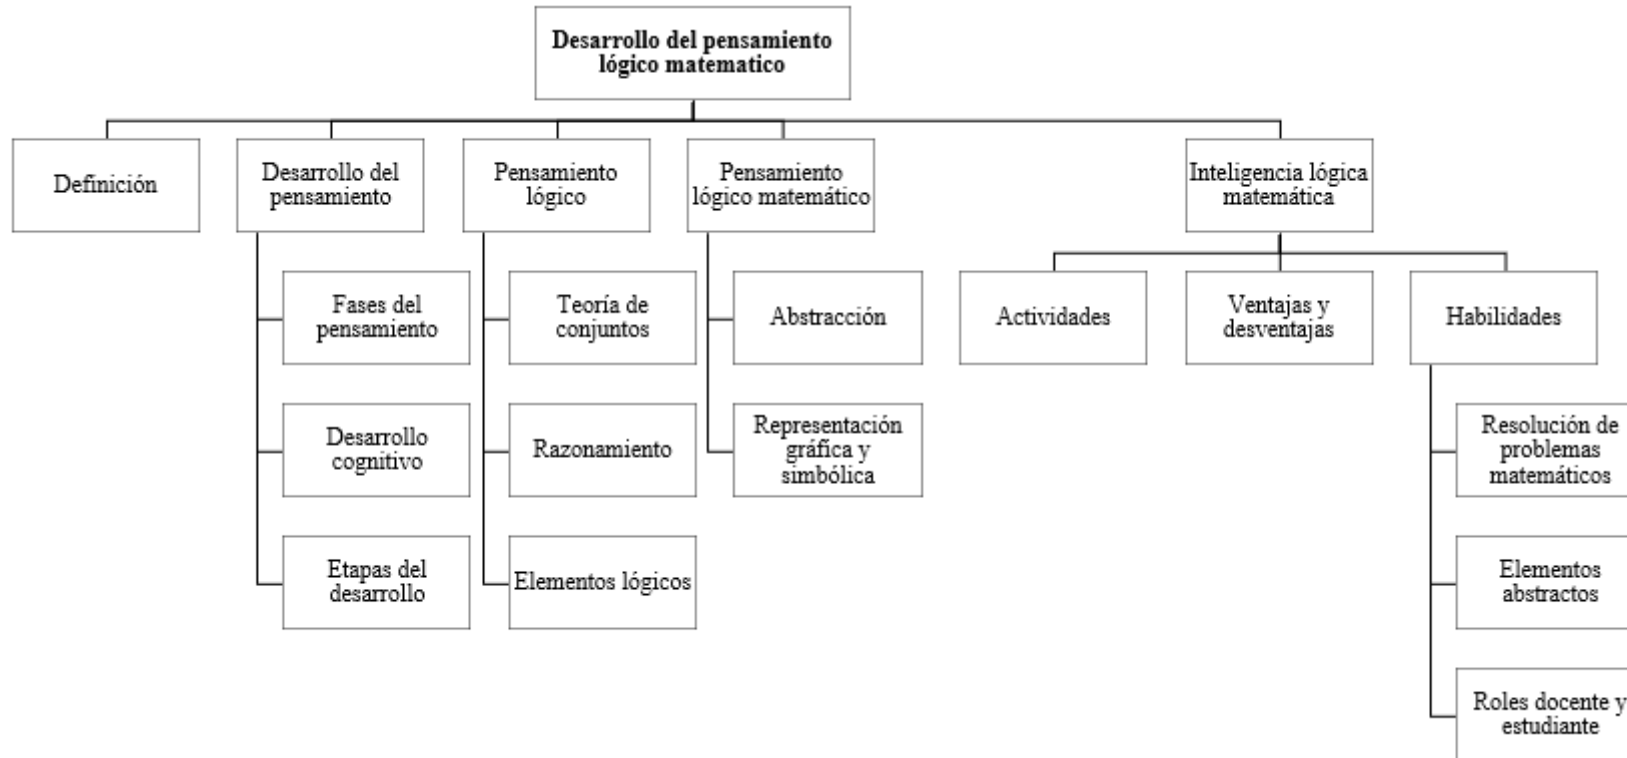 Desarrollo del pensamiento
lógico matematico
Definición
Desarrollo del
pensamiento
Pensamiento
lógico
Pensamiento
lógico matemático
Inteligencia lógica
matemática
Fases del
pensamiento
Teoría de
conjuntos
Abstracción
Actividades
Ventajas y
desventajas
Habilidades
Desarrollo
cognitivo
Razonamiento
Representación
gráfica y
simbólica
Resolución de
problemas
matemáticos
Etapas del
desarrollo
Elementos lógicos
Elementos
abstractos
Roles docente y
estudiante